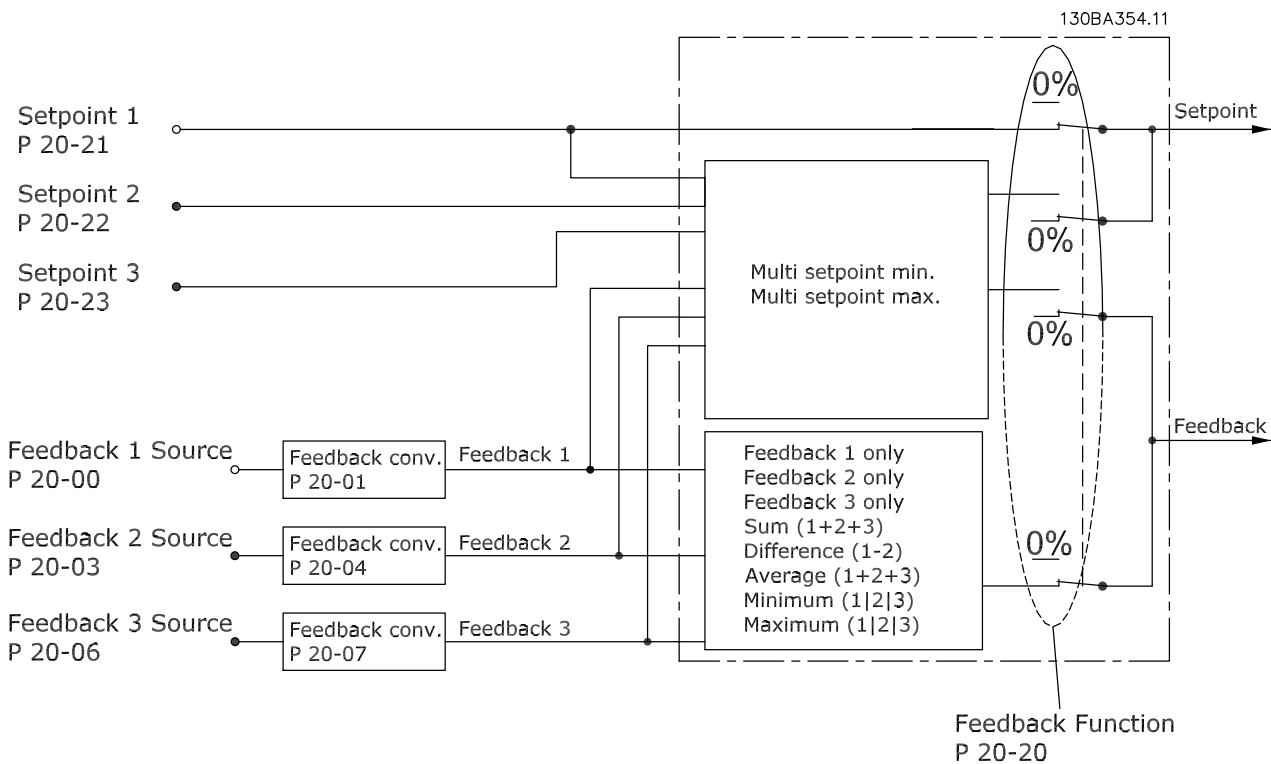 130BA354.11
0%
Setpoint 1
P 20-21
Setpoint
Setpoint 2
P 20-22
0%
Setpoint 3
P 20-23
Multi setpoint min.
Multi setpoint max.
0%
Feedback
Feedback 1 Source
P 20-00
Feedback conv.
P 20-01
Feedback 1
Feedback 1 only
Feedback 2 only
Feedback 3 only
Sum (1+2+3)
Difference (1-2)
Average (1+2+3)
Minimum (1|2|3)
Maximum (1|2|3)
0%
Feedback 2 Source
P 20-03
Feedback conv.
P 20-04
Feedback 2
Feedback 3 Source
P 20-06
Feedback conv.
P 20-07
Feedback 3
Feedback Function
P 20-20